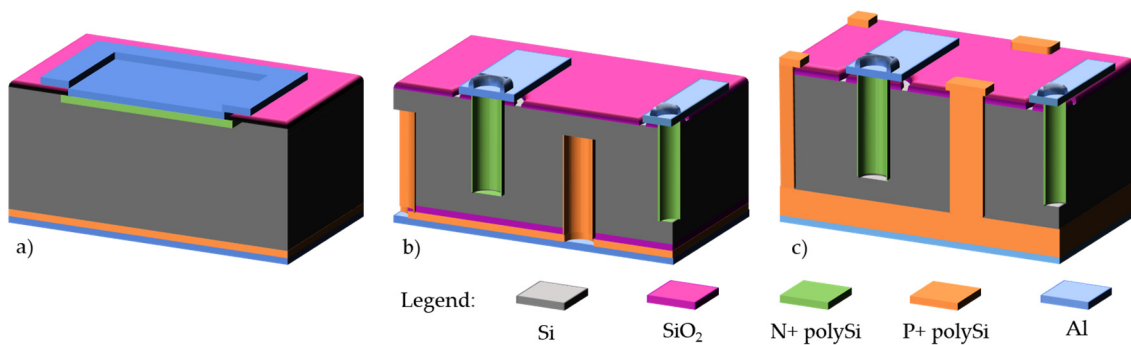 a)
b)
c)
Legend:
Si
SiO₂
N+ polySi
P+ polySi
Al